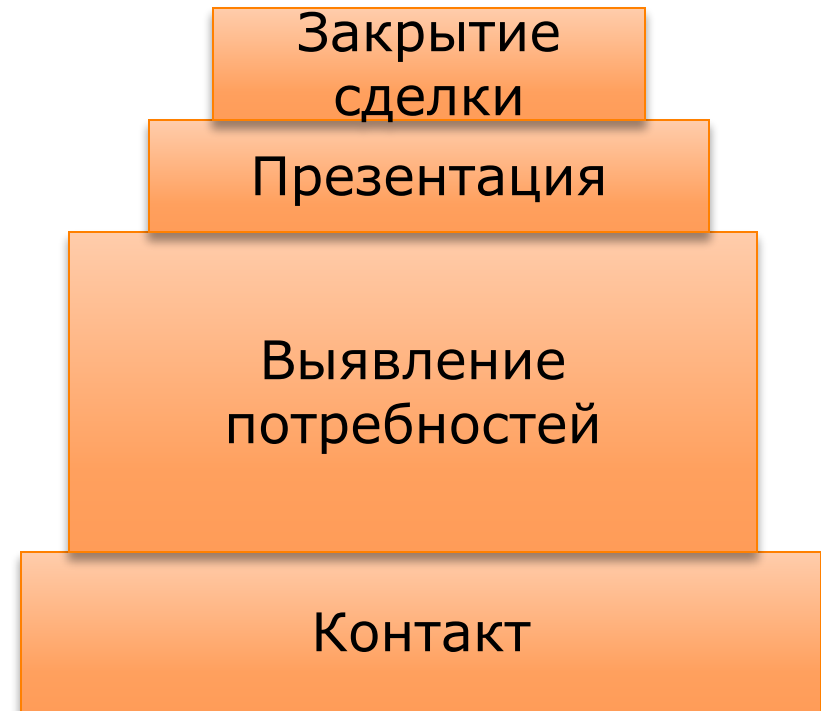 Закрытие
сделки
Презентация
Выявление
потребностей
Контакт